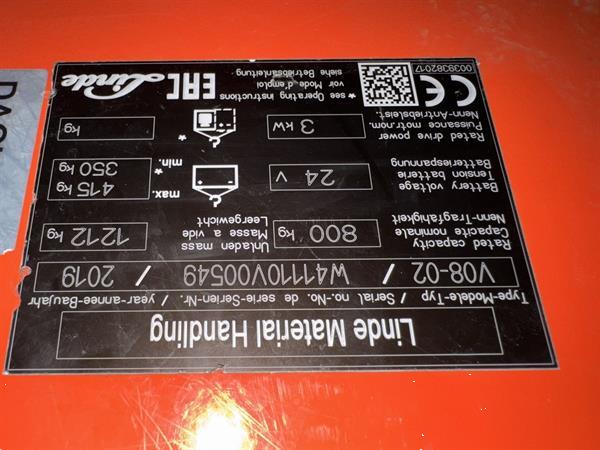 Linde Material Handling
Type-Modele-Typ / Serial no.-No. de serie-Serien-Nr. / year-annee-Baujahr
V08-02 / W41110V00549 / 2019
Rated capacity
Capacite nominale
Nenn-Tragfähigkeit
800 kg
Unladen mass
Masse a vide
Leergewicht
1212 kg
Battery voltage
Tension batterie
Batteriespannung
24 V
max.
min.
*
415 kg
350 kg
Rated drive power
Puissance motr.nom.
Nenn-Antriebsleist.
3 kW
*
kg
CE
0039382017
* see Operating instructions
voir Mode d'emploi
siehe Betriebsanleitung
EAC
Linde